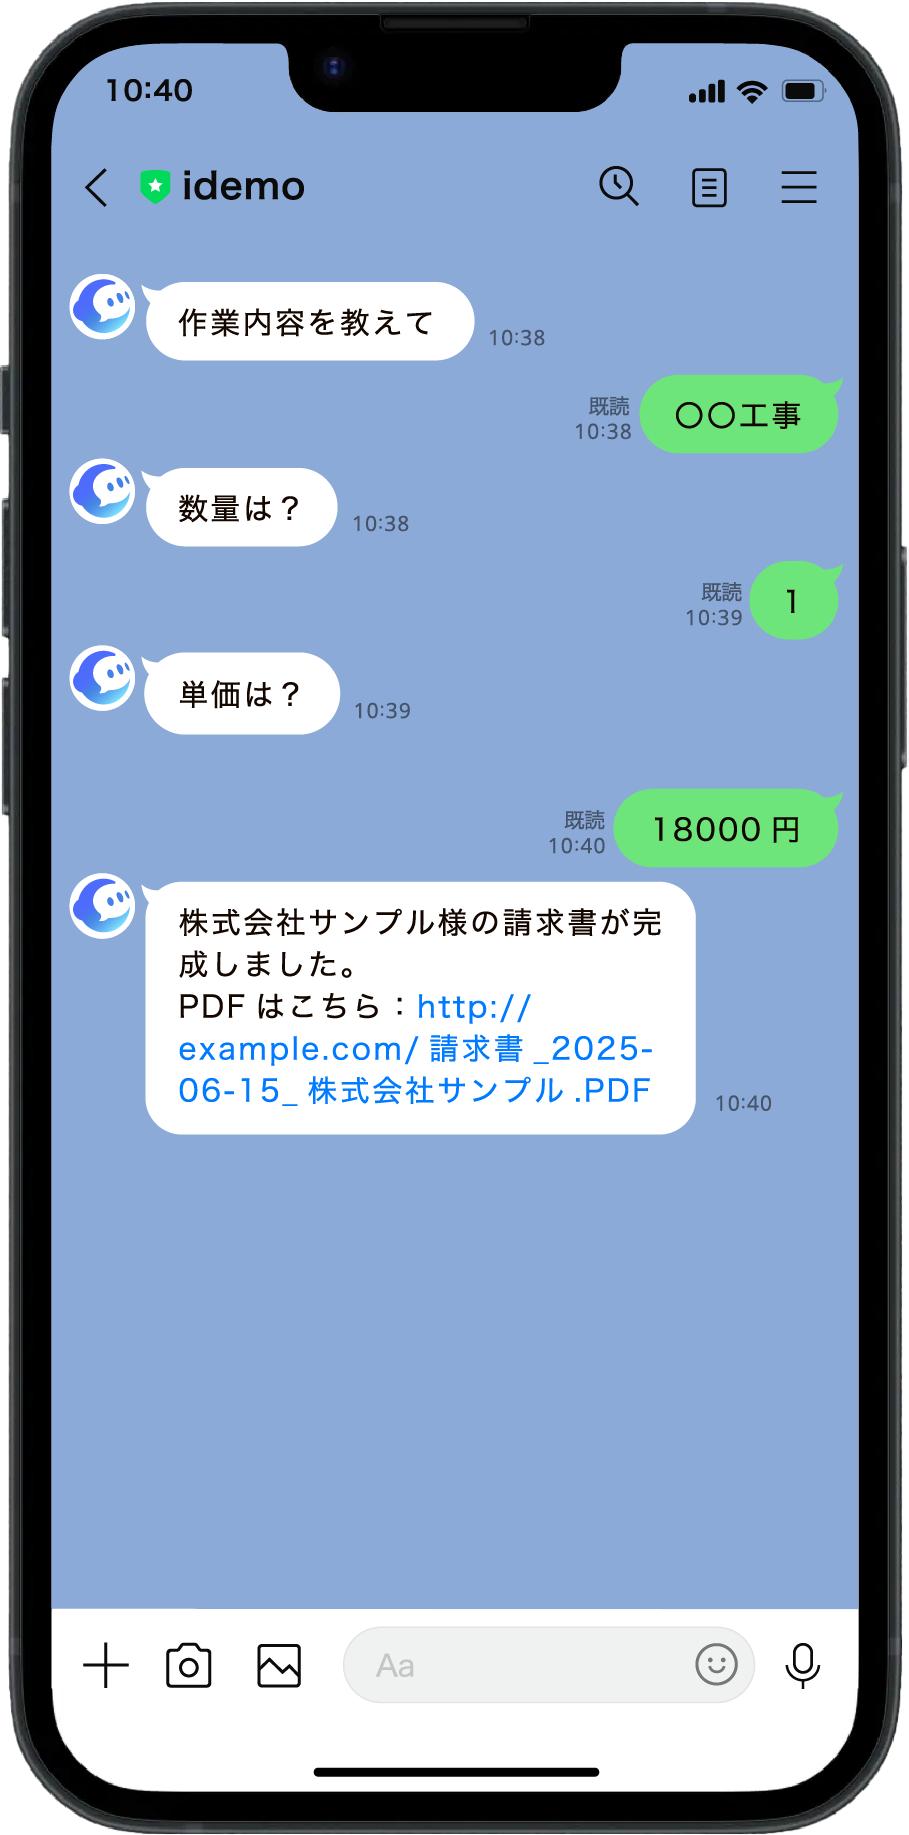 10:40
idemo
作業内容を教えて
10:38
既読
10:38
〇〇工事
数量は？
10:38
既読
10:39
1
単価は？
10:39
既読
10:40
18000 円
株式会社サンプル様の請求書が完
成しました。
PDF はこちら：http://
example.com/ 請求書 _2025-
06-15_ 株式会社サンプル .PDF
10:40
Aa